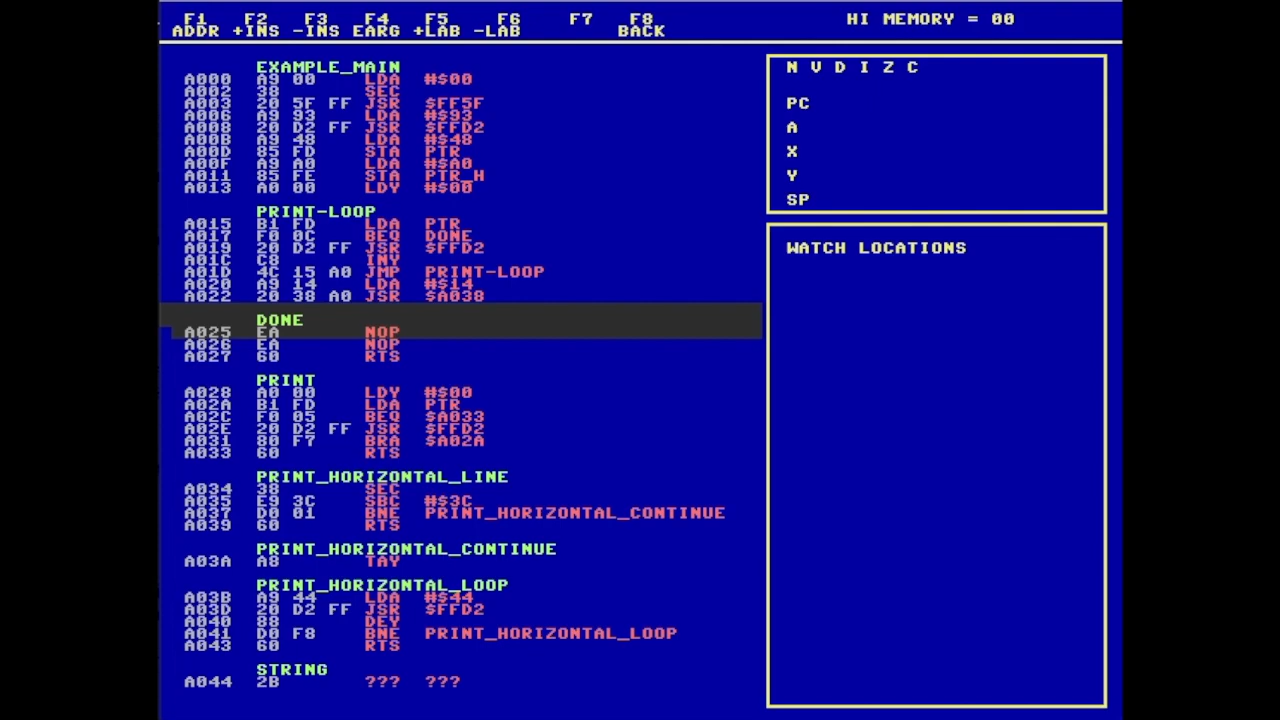 F1 F2 F3 F4 F5 F6 F7 F8 HI MEMORY = 00
ADDR +INS -INS EARG +LAB -LAB BACK
EXAMPLE_MAIN
A000 A9 00 LDA #$00
A002 38 SEC
A003 20 5F FF JSR $FF5F
A006 A9 93 LDA #$93
A008 20 D2 FF JSR $FFD2
A00B A9 48 LDA #$48
A00D 85 FD STA PTR
A00F A9 A0 LDA #$A0
A011 85 FE STA PTR_H
A013 A0 00 LDY #$00
PRINT-LOOP
A015 B1 FD LDA PTR
A017 F0 0C BEQ DONE
A019 20 D2 FF JSR $FFD2
A01C C8 INY
A01D 4C 15 A0 JMP PRINT-LOOP
A020 A9 14 LDA #$14
A022 20 38 A0 JSR $A038
DONE
A025 EA NOP
A026 EA NOP
A027 60 RTS
PRINT
A028 A0 00 LDY #$00
A02A B1 FD LDA PTR
A02C F0 05 BEQ $A033
A02E 20 D2 FF JSR $FFD2
A031 80 F7 BRA $A02A
A033 60 RTS
PRINT_HORIZONTAL_LINE
A034 38 SEC
A035 E9 3C SBC #$3C
A037 D0 01 BNE PRINT_HORIZONTAL_CONTINUE
A039 60 RTS
PRINT_HORIZONTAL_CONTINUE
A03A A8 TAY
PRINT_HORIZONTAL_LOOP
A03B A9 44 LDA #$44
A03D 20 D2 FF JSR $FFD2
A040 88 DEY
A041 D0 F8 BNE PRINT_HORIZONTAL_LOOP
A043 60 RTS
STRING
A044 2B ??? ???
N V D I Z C
PC
A
X
Y
SP
WATCH LOCATIONS